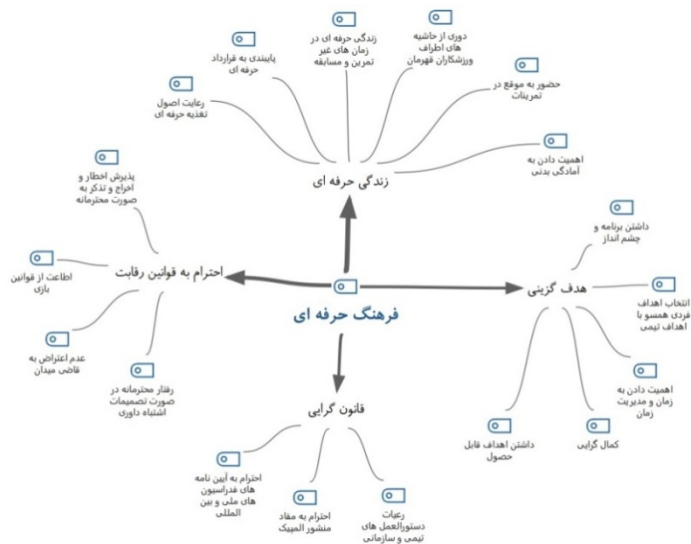 دوری از حاشیه
های اطراف
ورزشکاران قهرمان
زندگی حرفه ای در
زمان های غیر
تمرین و مسابقه
پایبندی به قرارداد
حرفه ای
رعایت اصول
تغذیه حرفه ای
حضور به موقع در
تمرینات
اهمیت دادن به
آمادگی بدنی
زندگی حرفه ای
پذیرش اخطار و
اخراج و تذکر به
صورت محترمانه
اطاعت از قوانین
بازی
عدم اعتراض به
قاضی میدان
رفتار محترمانه در
صورت تصمیمات
اشتباه داوری
احترام به قوانین رقابت
فرهنگ حرفه ای
هدف گزینی
داشتن برنامه و
چشم انداز
انتخاب اهداف
فردی همسو با
اهداف تیمی
اهمیت دادن به
زمان و مدیریت
زمان
کمال گرایی
داشتن اهداف قابل
حصول
قانون گرایی
رعیات
دستورالعمل های
تیمی و سازمانی
احترام به مفاد
منشور المپیک
احترام به آیین نامه
های فدراسیون
های ملی و بین
المللی